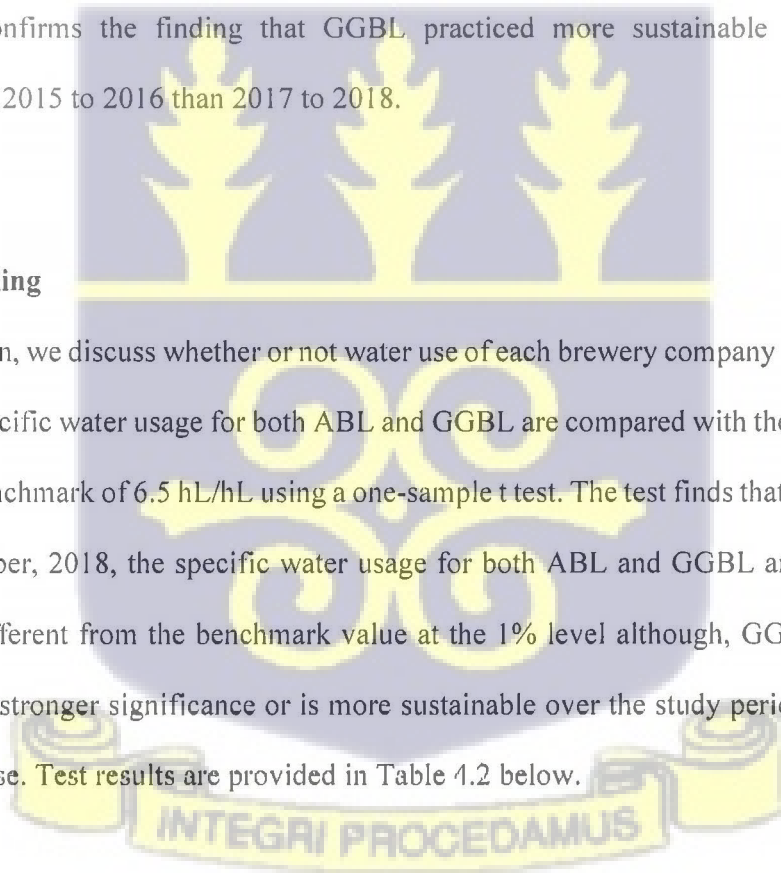 onfirms the finding that GGBL practiced more sustainable
2015 to 2016 than 2017 to 2018.
ing
n, we discuss whether or not water use of each brewery company
cific water usage for both ABL and GGBL are compared with the
nchmark of 6.5 hL/hL using a one-sample t test. The test finds that
ber, 2018, the specific water usage for both ABL and GGBL a
fferent from the benchmark value at the 1% level although, GG
stronger significance or is more sustainable over the study peri
se. Test results are provided in Table 4.2 below.
INTEGRI PROCEDAMUS